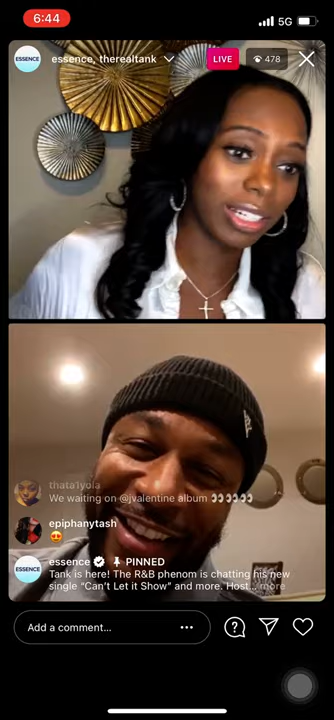 6:44
5G
ESSENCE
essence, therealtank
LIVE
478
thata1yola
We waiting on @jvalentine album 👀👀👀👀👀👀
epiphanytash
😍
ESSENCE
essence PINNED
Tank is here! The R&B phenom is chatting his new
single “Can’t Let it Show” and more. Host... more
Add a comment...